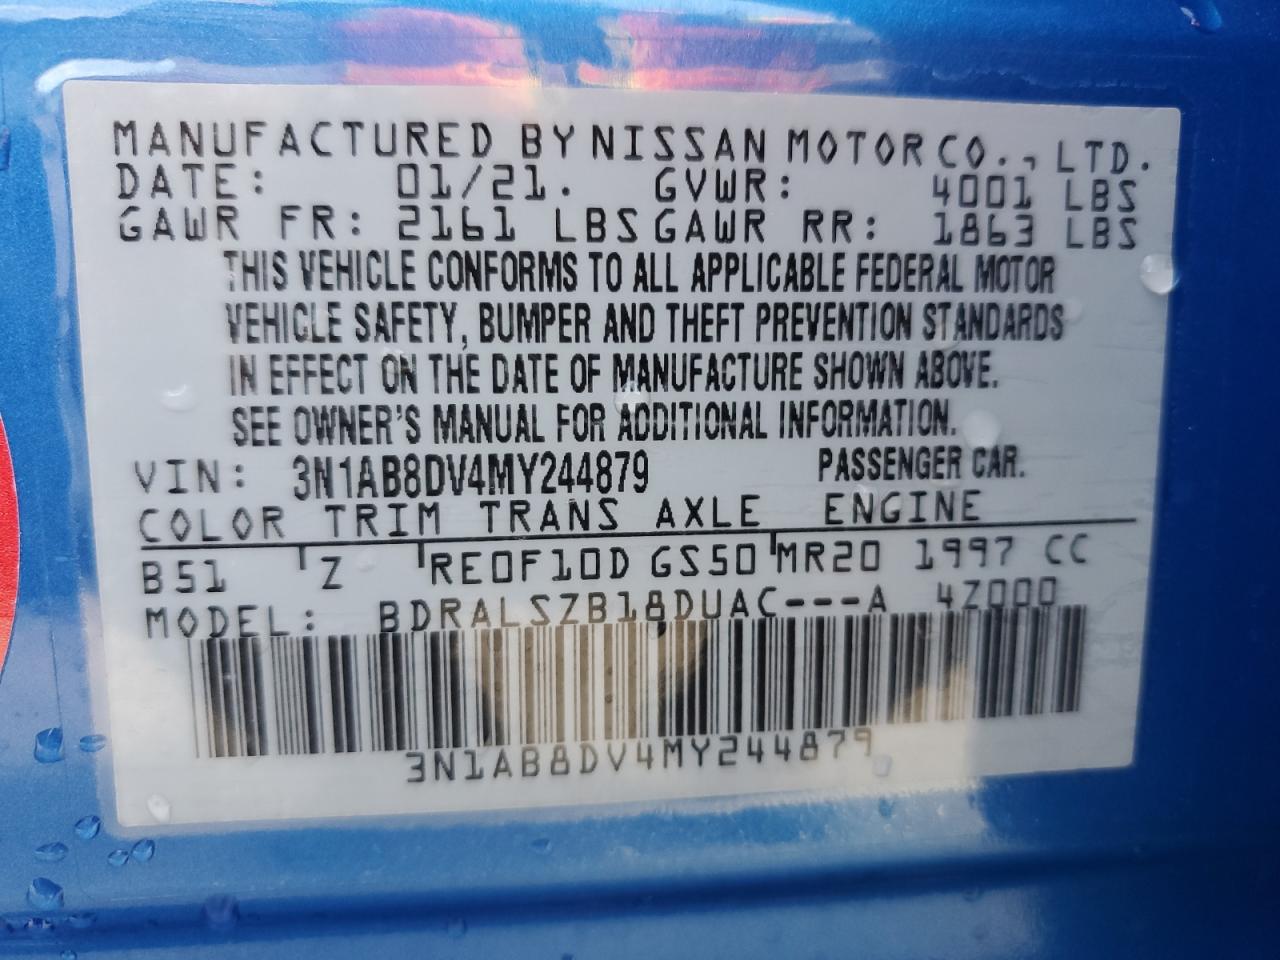 MANUFACTURED BY NISSAN MOTOR CO., LTD.
DATE: 01/21. GVWR: 4001 LBS
GAWR FR: 2161 LBS GAWR RR: 1863 LBS
THIS VEHICLE CONFORMS TO ALL APPLICABLE FEDERAL MOTOR
VEHICLE SAFETY, BUMPER AND THEFT PREVENTION STANDARDS
IN EFFECT ON THE DATE OF MANUFACTURE SHOWN ABOVE.
SEE OWNER'S MANUAL FOR ADDITIONAL INFORMATION.
VIN: 3N1AB8DV4MY244879 PASSENGER CAR.
COLOR TRIM TRANS AXLE ENGINE
B51 Z RE0F10D GS50 MR20 1997 CC
MODEL: BDRALSZB18DUAC---A 4Z000
3N1AB8DV4MY244879